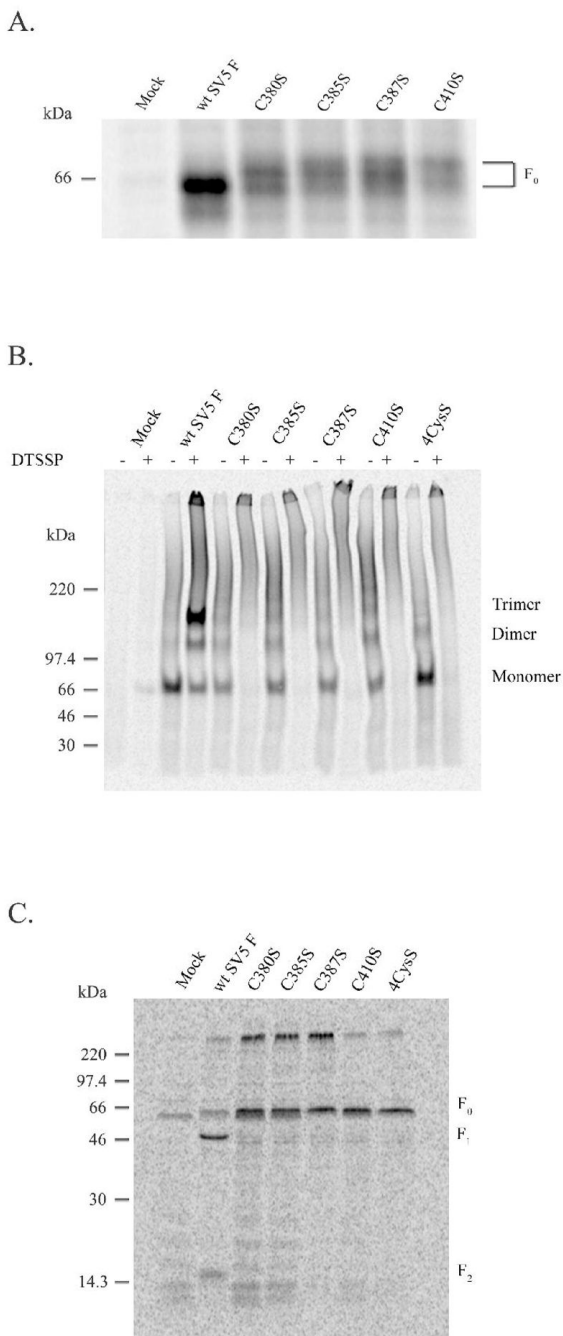 A.
Mock wt SV5 F C380S C385S C387S C410S
kDa
66
F₀
B.
Mock wt SV5 F C380S C385S C387S C410S 4CysS
DTSSP - + - + - + - + - + - + - +
kDa
220
Trimer
Dimer
97.4
Monomer
66
46
30
C.
Mock wt SV5 F C380S C385S C387S C410S 4CysS
kDa
220
97.4
66
F₀
46
F₁
30
F₂
14.3